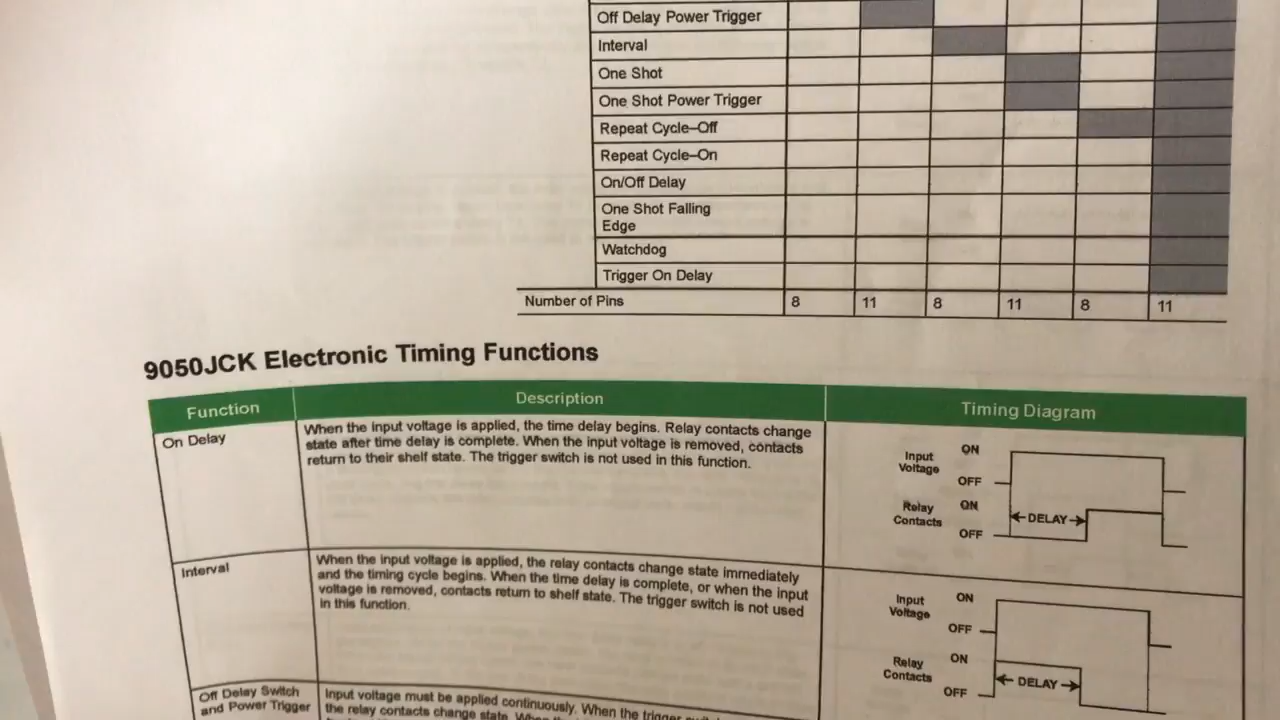 Off Delay Power Trigger
Interval
One Shot
One Shot Power Trigger
Repeat Cycle–Off
Repeat Cycle–On
On/Off Delay
One Shot Falling
Edge
Watchdog
Trigger On Delay
Number of Pins 8 11 8 11 8 11
9050JCK Electronic Timing Functions
Function Description Timing Diagram
On Delay
When the input voltage is applied, the time delay begins. Relay contacts change
state after time delay is complete. When the input voltage is removed, contacts
return to their shelf state. The trigger switch is not used in this function.
Input
Voltage
ON
OFF
Relay
Contacts
ON
OFF
DELAY
Interval
When the input voltage is applied, the relay contacts change state immediately
and the timing cycle begins. When the time delay is complete, or when the input
voltage is removed, contacts return to shelf state. The trigger switch is not used
in this function.
Input
Voltage
ON
OFF
Relay
Contacts
ON
OFF
DELAY
Off Delay Switch
and Power Trigger
Input voltage must be applied continuously. When the trigger
the relay contacts change state.